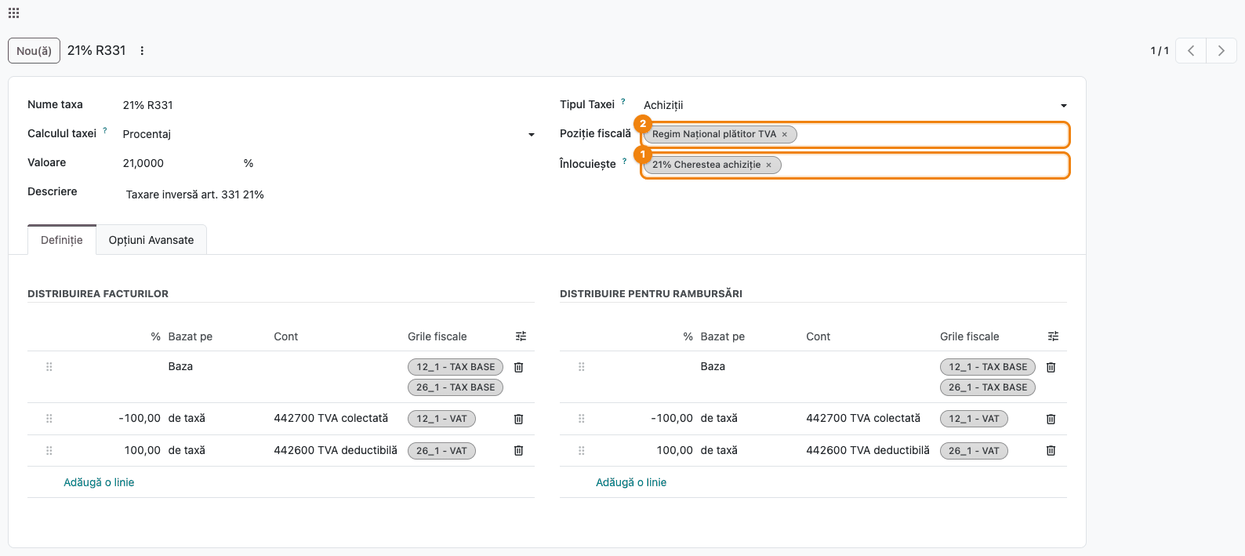 Nou(ă) 21% R331 1 / 1
Nume taxa 21% R331
Calculul taxei ? Procentaj
Valoare 21,0000 %
Descriere Taxare inversă art. 331 21%
Tipul Taxei ? Achiziții
2
Poziție fiscală Regim Național plătitor TVA ×
1
Înlocuiește ? 21% Cherestea achiziție ×
Definiție Opțiuni Avansate
DISTRIBUIREA FACTURILOR
% Bazat pe Cont Grile fiscale
Baza 12_1 - TAX BASE
26_1 - TAX BASE
-100,00 de taxă 442700 TVA colectată 12_1 - VAT
100,00 de taxă 442600 TVA deductibilă 26_1 - VAT
Adăugă o linie
DISTRIBUIRE PENTRU RAMBURSĂRI
% Bazat pe Cont Grile fiscale
Baza 12_1 - TAX BASE
26_1 - TAX BASE
-100,00 de taxă 442700 TVA colectată 12_1 - VAT
100,00 de taxă 442600 TVA deductibilă 26_1 - VAT
Adăugă o linie